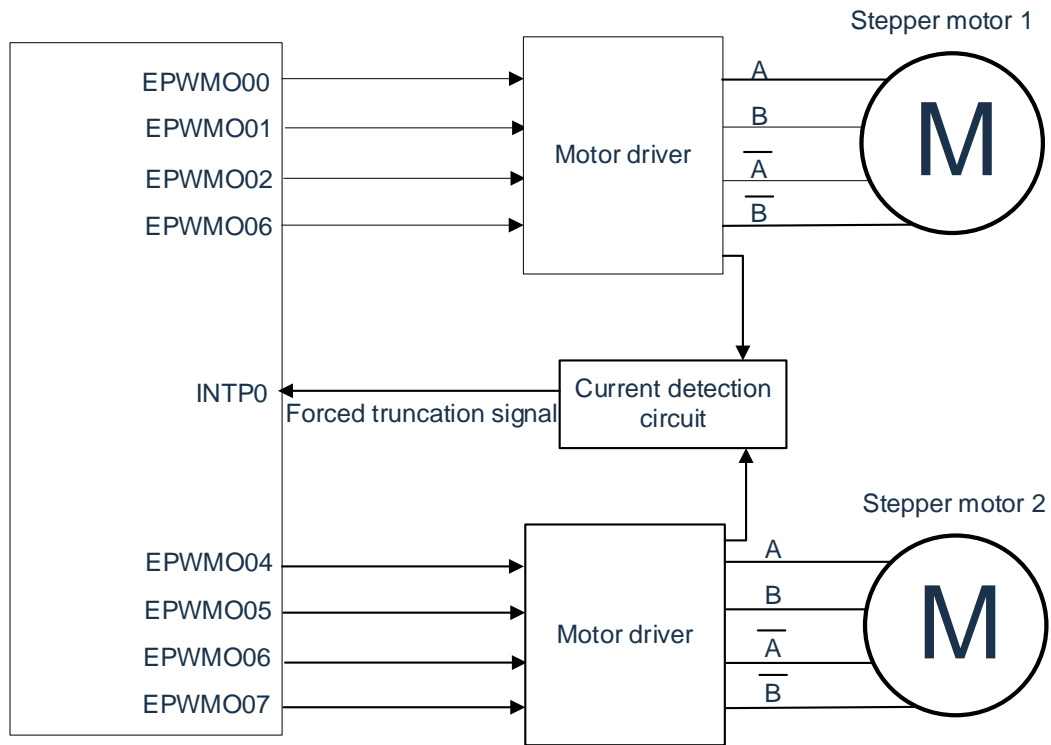 Stepper motor 1
EPWMO00
EPWMO01
EPWMO02
EPWMO06
Motor driver
A
B
A̅
B̅
M
INTP0
Forced truncation signal
Current detection
circuit
Stepper motor 2
EPWMO04
EPWMO05
EPWMO06
EPWMO07
Motor driver
A
B
A̅
B̅
M